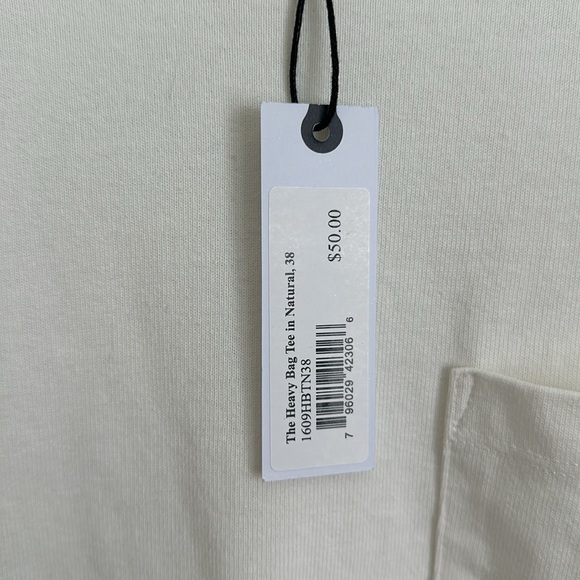 The Heavy Bag Tee in Natural, 38
1609HBTN38
7 96029 42306 6
$50.00